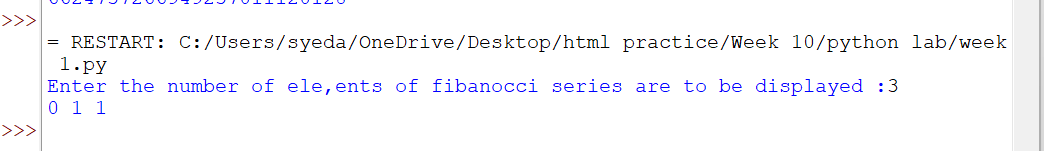 >>>
= RESTART: C:/Users/syeda/OneDrive/Desktop/html practice/Week 10/python lab/week
 1.py
Enter the number of ele,ents of fibanocci series are to be displayed :3
0 1 1
>>>